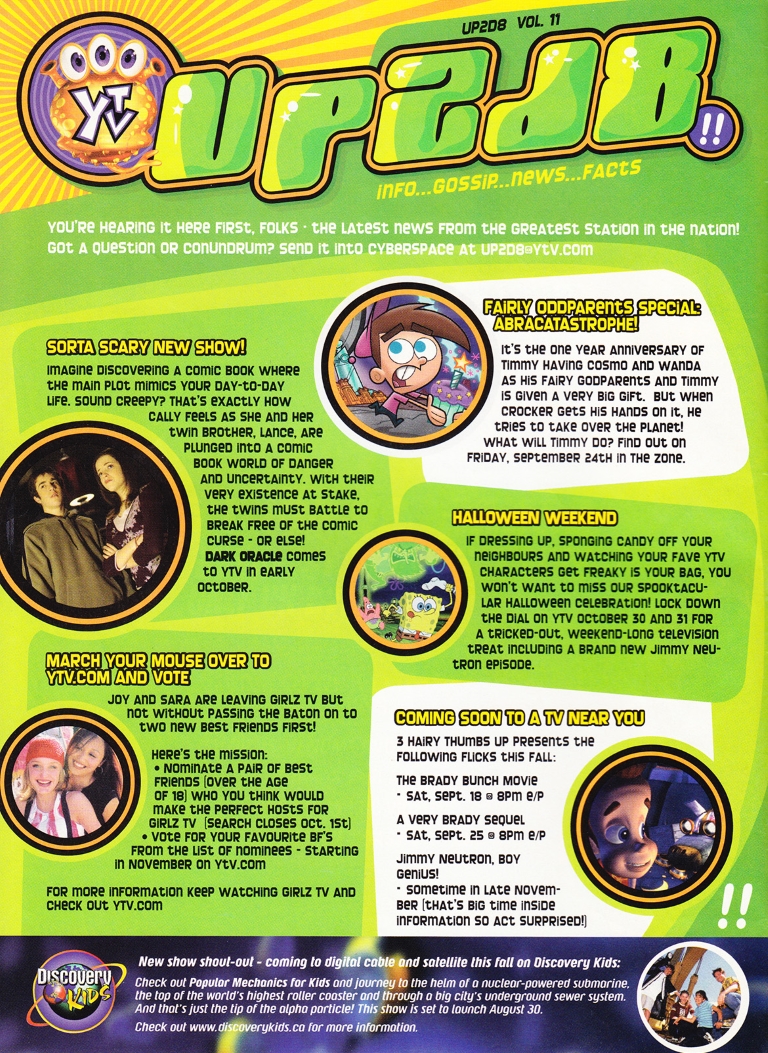 UP2D8 VOL. 11
YTV
UP2D8!!
INFO...GOSSIP...NEWS...FACTS
YOU'RE HEARING IT HERE FIRST, FOLKS - THE LATEST NEWS FROM THE GREATEST STATION IN THE NATION!
GOT A QUESTION OR CONUNDRUM? SEND IT INTO CYBERSPACE AT UP2D8@YTV.COM
SORTA SCARY NEW SHOW!
IMAGINE DISCOVERING A COMIC BOOK WHERE
THE MAIN PLOT MIMICS YOUR DAY-TO-DAY
LIFE. SOUND CREEPY? THAT'S EXACTLY HOW
CALLY FEELS AS SHE AND HER
TWIN BROTHER, LANCE, ARE
PLUNGED INTO A COMIC
BOOK WORLD OF DANGER
AND UNCERTAINTY. WITH THEIR
VERY EXISTENCE AT STAKE,
THE TWINS MUST BATTLE TO
BREAK FREE OF THE COMIC
CURSE - OR ELSE!
DARK ORACLE COMES
TO YTV IN EARLY
OCTOBER.
FAIRLY ODDPARENTS SPECIAL:
ABRACATASTROPHE!
IT'S THE ONE YEAR ANNIVERSARY OF
TIMMY HAVING COSMO AND WANDA
AS HIS FAIRY GODPARENTS AND TIMMY
IS GIVEN A VERY BIG GIFT. BUT WHEN
CROCKER GETS HIS HANDS ON IT, HE
TRIES TO TAKE OVER THE PLANET!
WHAT WILL TIMMY DO? FIND OUT ON
FRIDAY, SEPTEMBER 24TH IN THE ZONE.
HALLOWEEN WEEKEND
IF DRESSING UP, SPONGING CANDY OFF YOUR
NEIGHBOURS AND WATCHING YOUR FAVE YTV
CHARACTERS GET FREAKY IS YOUR BAG, YOU
WON'T WANT TO MISS OUR SPOOKTACU-
LAR HALLOWEEN CELEBRATION! LOCK DOWN
THE DIAL ON YTV OCTOBER 30 AND 31 FOR
A TRICKED-OUT, WEEKEND-LONG TELEVISION
TREAT INCLUDING A BRAND NEW JIMMY NEU-
TRON EPISODE.
MARCH YOUR MOUSE OVER TO
YTV.COM AND VOTE
JOY AND SARA ARE LEAVING GIRLZ TV BUT
NOT WITHOUT PASSING THE BATON ON TO
TWO NEW BEST FRIENDS FIRST!
HERE'S THE MISSION:
• NOMINATE A PAIR OF BEST
FRIENDS (OVER THE AGE
OF 18) WHO YOU THINK WOULD
MAKE THE PERFECT HOSTS FOR
GIRLZ TV (SEARCH CLOSES OCT. 1ST)
• VOTE FOR YOUR FAVOURITE BF'S
FROM THE LIST OF NOMINEES - STARTING
IN NOVEMBER ON YTV.COM
FOR MORE INFORMATION KEEP WATCHING GIRLZ TV AND
CHECK OUT YTV.COM
COMING SOON TO A TV NEAR YOU
3 HAIRY THUMBS UP PRESENTS THE
FOLLOWING FLICKS THIS FALL:
THE BRADY BUNCH MOVIE
- SAT, SEPT. 18 @ 8PM E/P
A VERY BRADY SEQUEL
- SAT, SEPT. 25 @ 8PM E/P
JIMMY NEUTRON, BOY
GENIUS!
- SOMETIME IN LATE NOVEM-
BER (THAT'S BIG TIME INSIDE
INFORMATION SO ACT SURPRISED!)
!!
Discovery
KIDS
New show shout-out - coming to digital cable and satellite this fall on Discovery Kids:
Check out Popular Mechanics for Kids and journey to the helm of a nuclear-powered submarine,
the top of the world's highest roller coaster and through a big city's underground sewer system.
And that's just the tip of the alpha particle! This show is set to launch August 30.
Check out www.discoverykids.ca for more information.